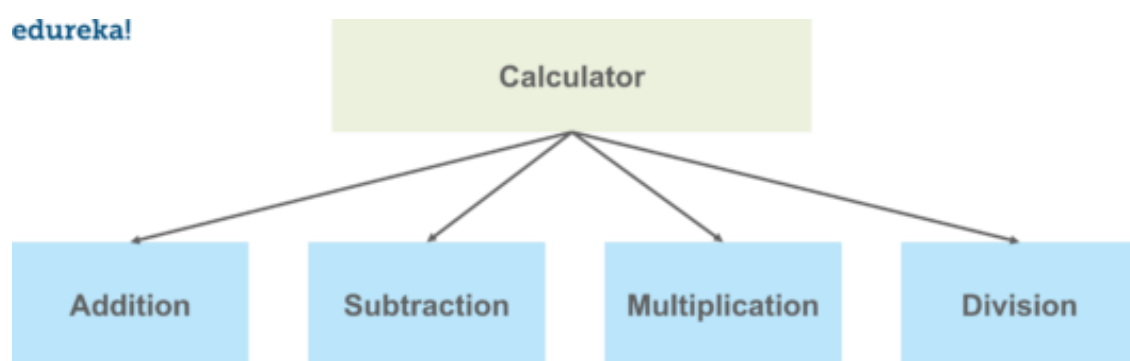 edureka!
Calculator
Addition
Subtraction
Multiplication
Division